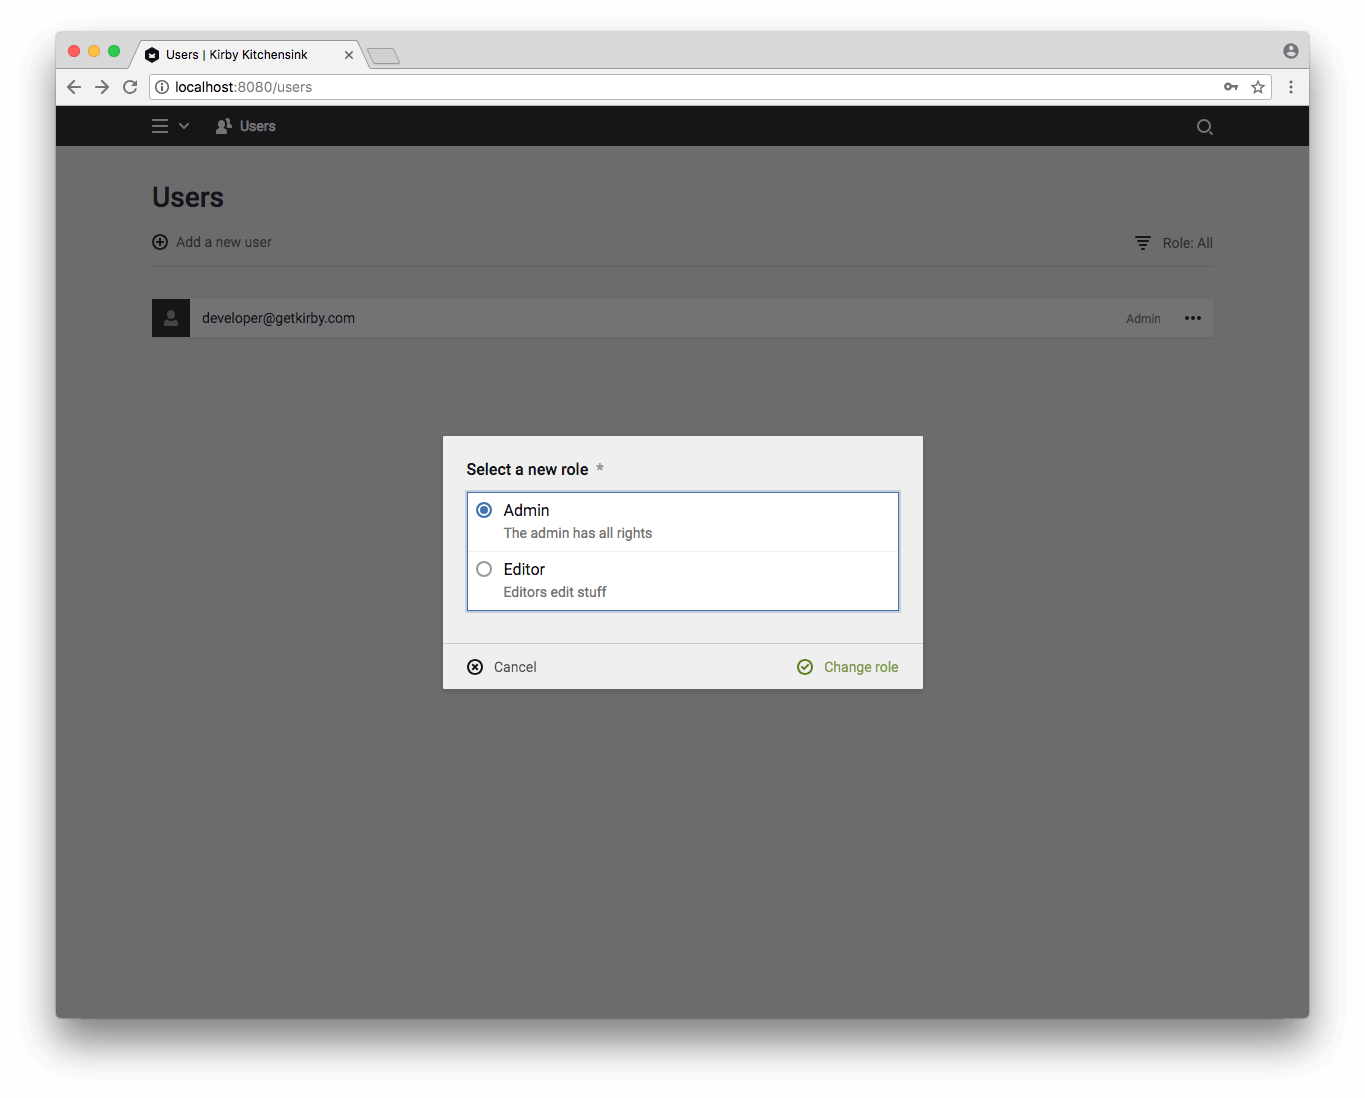 Users | Kirby Kitchensink
localhost:8080/users
Users
Users
Add a new user
Role: All
developer@getkirby.com
Admin
Select a new role *
Admin
The admin has all rights
Editor
Editors edit stuff
Cancel
Change role